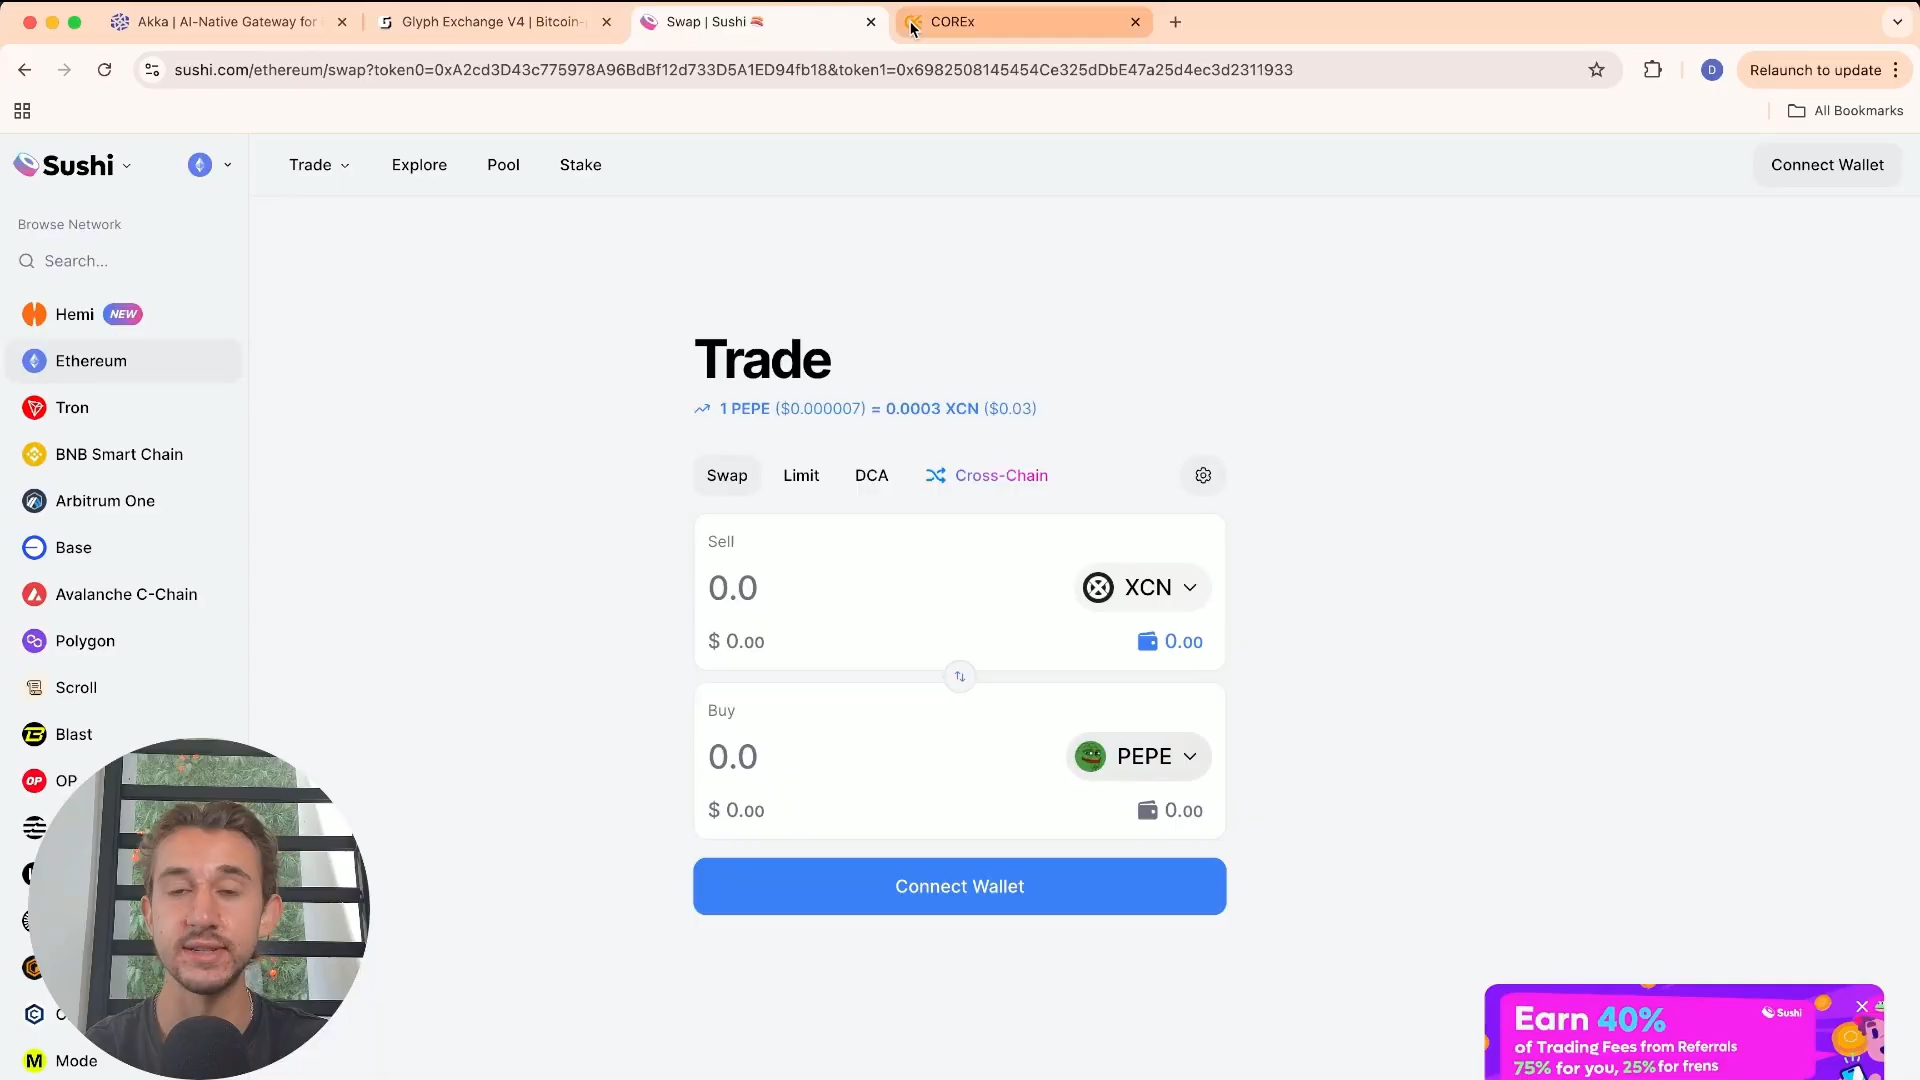 Akka | AI-Native Gateway for
Glyph Exchange V4 | Bitcoin-
Swap | Sushi
COREx
sushi.com/ethereum/swap?token0=0xA2cd3D43c775978A96BdBf12d733D5A1ED94fb18&token1=0x6982508145454Ce325dDbE47a25d4ec3d2311933
D
Relaunch to update
All Bookmarks
Sushi
Trade
Explore
Pool
Stake
Connect Wallet
Browse Network
Search...
Hemi NEW
Ethereum
Tron
BNB Smart Chain
Arbitrum One
Base
Avalanche C-Chain
Polygon
Scroll
Blast
OP OP
M Mode
Trade
1 PEPE ($0.000007) = 0.0003 XCN ($0.03)
Swap
Limit
DCA
Cross-Chain
Sell
0.0
XCN
$ 0.00
0.00
Buy
0.0
PEPE
$ 0.00
0.00
Connect Wallet
Sushi
Earn 40%
of Trading Fees from Referrals
75% for you, 25% for frens